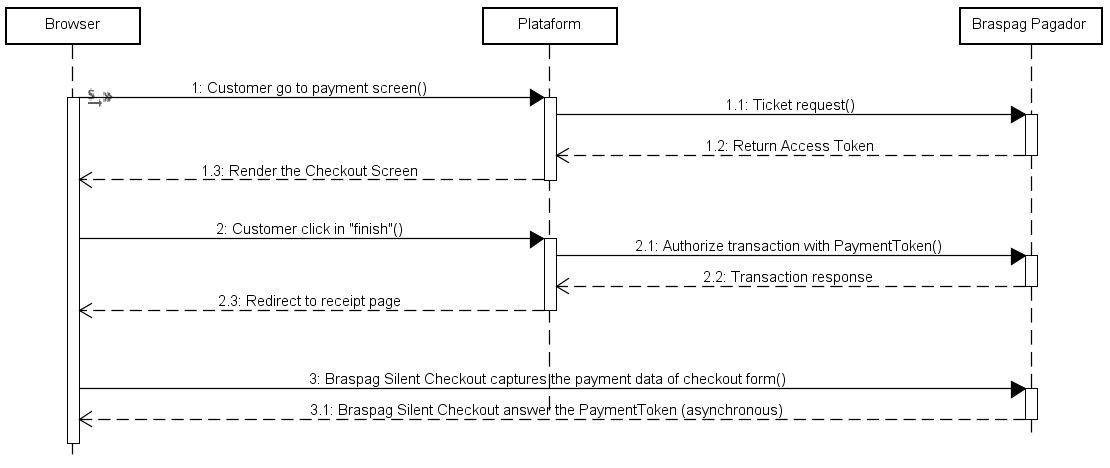 Browser
Plataform
Braspag Pagador
1: Customer go to payment screen()
1.1: Ticket request()
1.2: Return Access Token
1.3: Render the Checkout Screen
2: Customer click in "finish"()
2.1: Authorize transaction with PaymentToken()
2.2: Transaction response
2.3: Redirect to receipt page
3: Braspag Silent Checkout captures the payment data of checkout form()
3.1: Braspag Silent Checkout answer the PaymentToken (asynchronous)